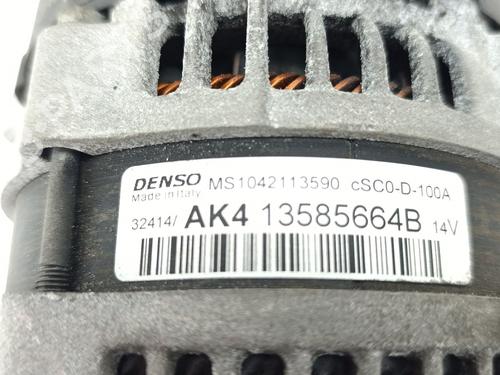 DENSO MS1042113590 cSC0-D-100A
Made in Italy
32414/ AK4 13585664B 14V